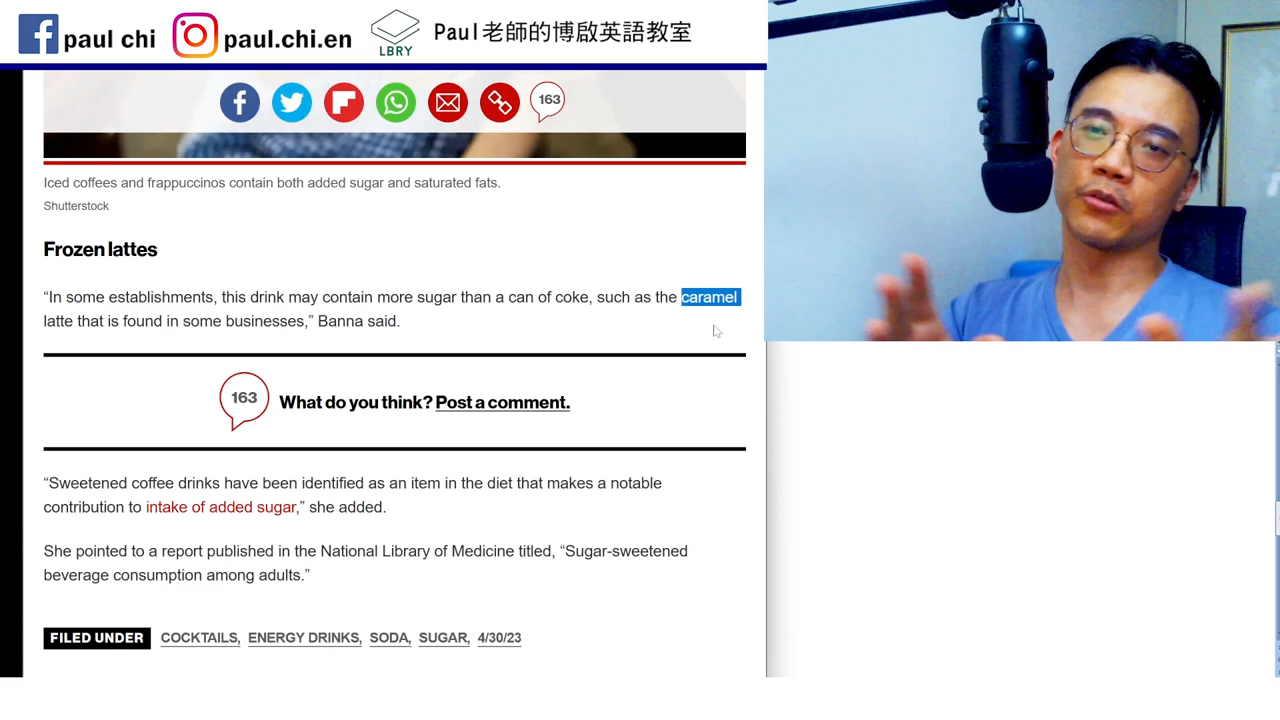 paul chi
paul.chi.en
LBRY
Paul老師的博啟英語教室
163
Iced coffees and frappuccinos contain both added sugar and saturated fats.
Shutterstock
Frozen lattes
“In some establishments, this drink may contain more sugar than a can of coke, such as the caramel
latte that is found in some businesses,” Banna said.
163
What do you think? Post a comment.
“Sweetened coffee drinks have been identified as an item in the diet that makes a notable
contribution to intake of added sugar,” she added.
She pointed to a report published in the National Library of Medicine titled, “Sugar-sweetened
beverage consumption among adults.”
FILED UNDER COCKTAILS, ENERGY DRINKS, SODA, SUGAR, 4/30/23